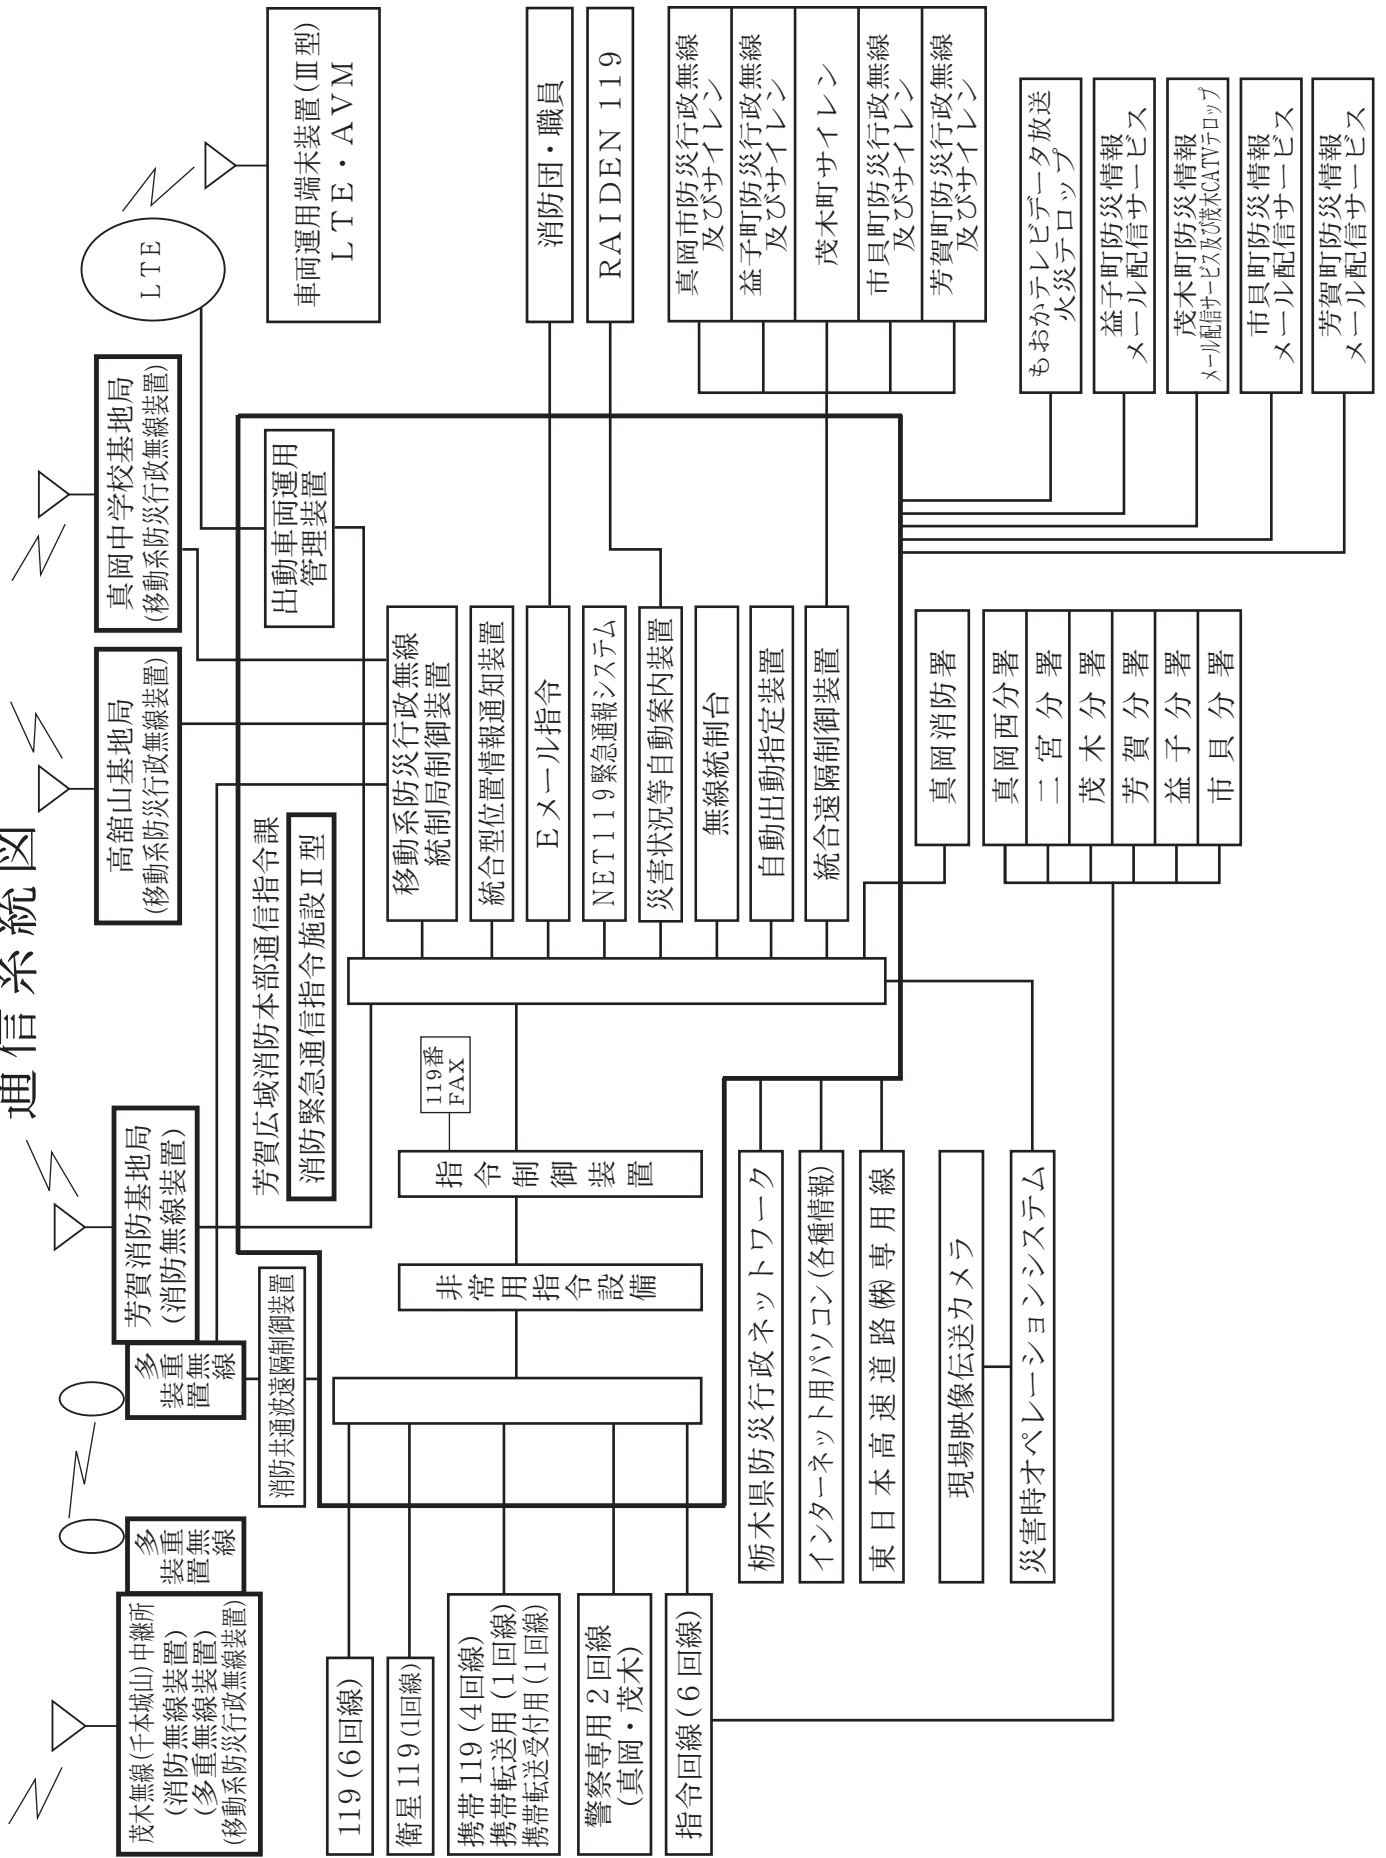 通信系統図
茂木無線(千本城山)中継所
(消防無線装置)
(多重無線装置)
(移動系防災行政無線装置)
多重無線
装置
多重無線
装置
芳賀消防基地局
(消防無線装置)
高舘山基地局
(移動系防災行政無線装置)
真岡中学校基地局
(移動系防災行政無線装置)
LTE
車両運用端末装置(Ⅲ型)
LTE・AVM
消防共通波遠隔制御装置
芳賀広域消防本部通信指令課
消防緊急通信指令施設Ⅱ型
出動車両運用
管理装置
119(6回線)
衛星119(1回線)
携帯119(4回線)
携帯転送用(1回線)
携帯転送受付用(1回線)
警察専用2回線
(真岡・茂木)
指令回線(6回線)
非常用指令設備
指令制御装置
119番
FAX
移動系防災行政無線
統制局制御装置
統合型位置情報通知装置
Eメール指令
NET119緊急通報システム
災害状況等自動案内装置
無線統制台
自動出動指定装置
統合遠隔制御装置
消防団・職員
RAIDEN119
真岡市防災行政無線
及びサイレン
益子町防災行政無線
及びサイレン
茂木町サイレン
市貝町防災行政無線
及びサイレン
芳賀町防災行政無線
及びサイレン
もおかテレビデータ放送
火災テロップ
益子町防災情報
メール配信サービス
茂木町防災情報
メール配信サービス及び茂木CATVテロップ
市貝町防災情報
メール配信サービス
芳賀町防災情報
メール配信サービス
真岡消防署
真岡西分署
二宮分署
茂木分署
芳賀分署
益子分署
市貝分署
栃木県防災行政ネットワーク
インターネット用パソコン(各種情報)
東日本高速道路㈱専用線
現場映像伝送カメラ
災害時オペレーションシステム